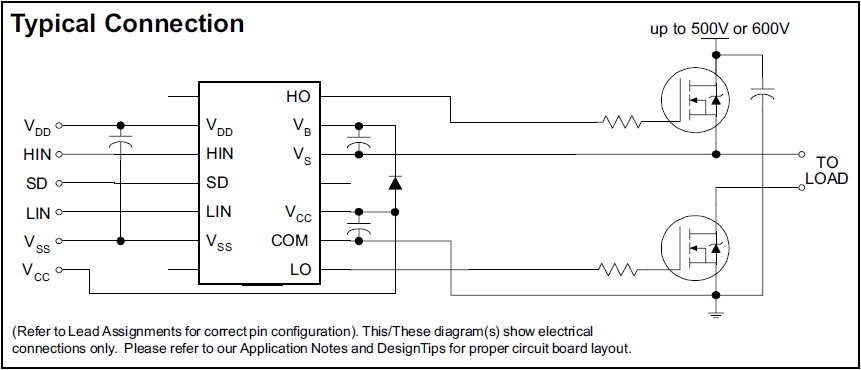 Typical Connection
up to 500V or 600V
HO
VDD
VDD
VB
HIN
HIN
VS
TO
LOAD
SD
SD
LIN
LIN
VCC
VSS
VSS
COM
VCC
LO
(Refer to Lead Assignments for correct pin configuration). This/These diagram(s) show electrical
connections only. Please refer to our Application Notes and DesignTips for proper circuit board layout.